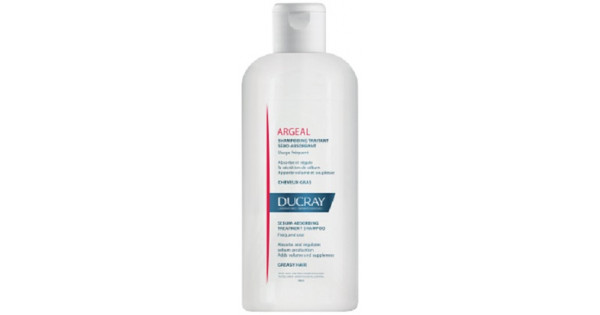 ARGEAL
SHAMPOOING TRAITANT
SÉBO-ABSORBANT
Usage fréquent
Absorbe et régule
la sécrétion de sébum
Apporte volume et souplesse
CHEVEUX GRAS
DUCRAY
SEBUM-ABSORBING
TREATMENT SHAMPOO
Frequent use
Absorbs and regulates
sebum production
Adds volume and suppleness
GREASY HAIR